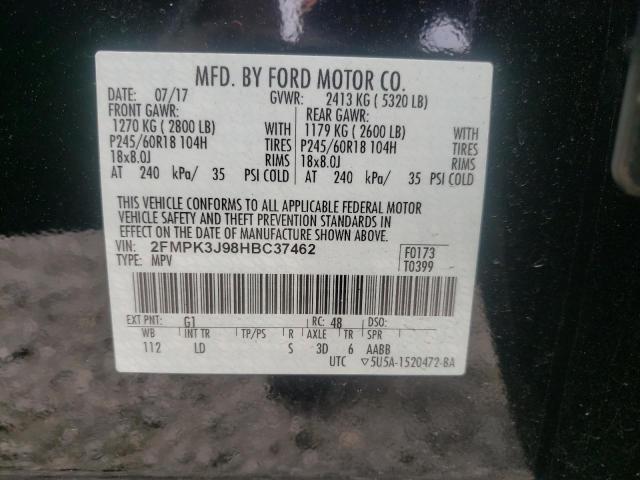 MFD. BY FORD MOTOR CO.
DATE: 07/17 GVWR: 2413 KG ( 5320 LB)
FRONT GAWR: REAR GAWR:
1270 KG ( 2800 LB) WITH 1179 KG ( 2600 LB) WITH
P245/60R18 104H TIRES P245/60R18 104H TIRES
18x8.0J RIMS 18x8.0J RIMS
AT 240 kPa/ 35 PSI COLD AT 240 kPa/ 35 PSI COLD
THIS VEHICLE CONFORMS TO ALL APPLICABLE FEDERAL MOTOR
VEHICLE SAFETY AND THEFT PREVENTION STANDARDS
IN EFFECT ON THE DATE OF MANUFACTURE SHOWN ABOVE.
VIN: 2FMPK3J98HBC37462 F0173
TYPE: MPV T0399
EXT PNT: G1 RC: 48 DSO:
WB INT TR TP/PS R AXLE TR SPR
112 LD S 3D 6 AABB
UTC ▽5U5A-1520472-BA